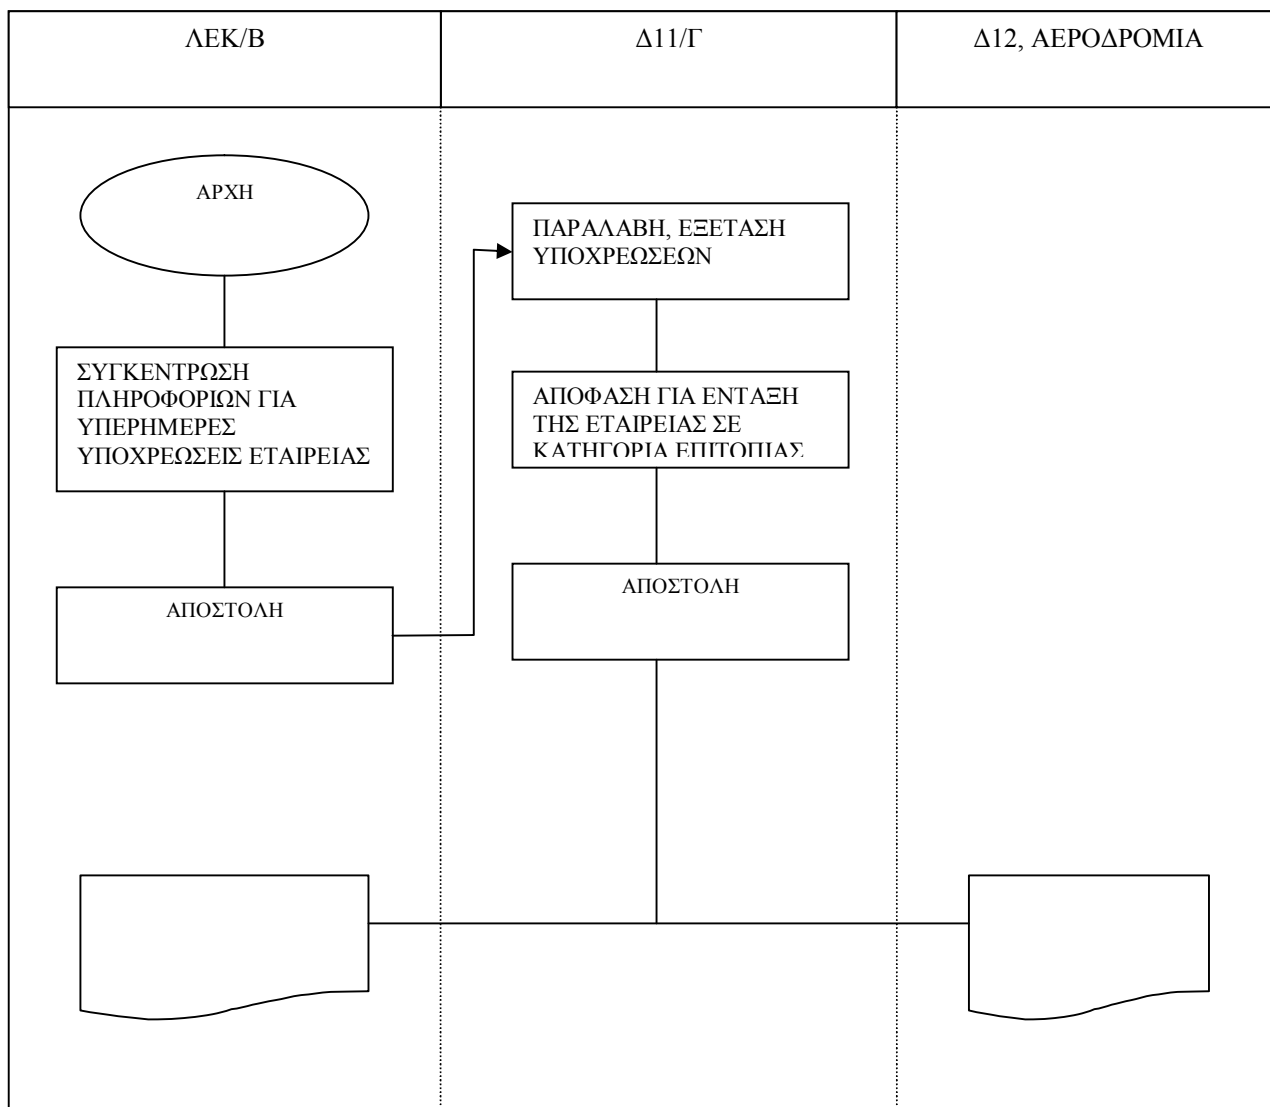 ΛΕΚ/Β
Δ11/Γ
Δ12, ΑΕΡΟΔΡΟΜΙΑ
ΑΡΧΗ
ΣΥΓΚΕΝΤΡΩΣΗ
ΠΛΗΡΟΦΟΡΙΩΝ ΓΙΑ
ΥΠΕΡΗΜΕΡΕΣ
ΥΠΟΧΡΕΩΣΕΙΣ ΕΤΑΙΡΕΙΑΣ
ΑΠΟΣΤΟΛΗ
ΠΑΡΑΛΑΒΗ, ΕΞΕΤΑΣΗ
ΥΠΟΧΡΕΩΣΕΩΝ
ΑΠΟΦΑΣΗ ΓΙΑ ΕΝΤΑΞΗ
ΤΗΣ ΕΤΑΙΡΕΙΑΣ ΣΕ
ΚΑΤΗΓΟΡΙΑ ΕΠΙΤΟΠΙΑΣ
ΑΠΟΣΤΟΛΗ